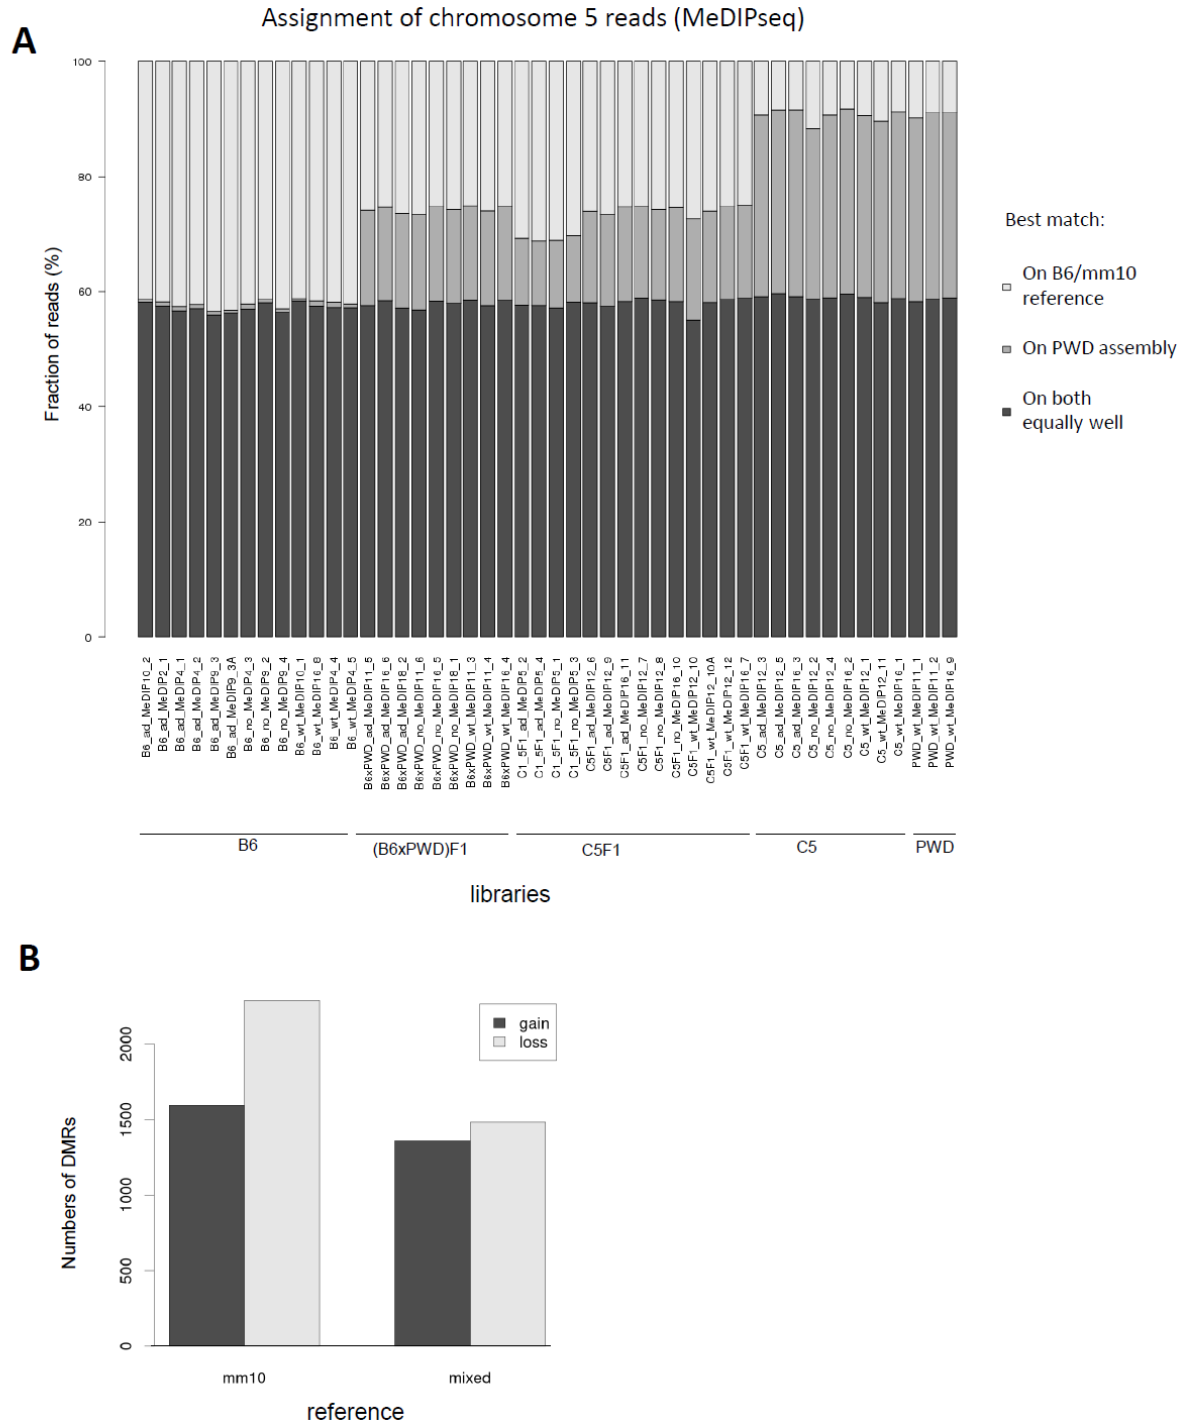 Assignment of chromosome 5 reads (MeDIPseq)
A
Fraction of reads (%)
100
80
60
40
20
0
Best match:
On B6/mm10
reference
On PWD assembly
On both
equally well
B6_ad_MeDIP10_2
B6_ad_MeDIP2_1
B6_ad_MeDIP4_1
B6_ad_MeDIP4_2
B6_ad_MeDIP9_3
B6_ad_MeDIP9_3A
B6_no_MeDIP4_3
B6_no_MeDIP9_2
B6_no_MeDIP9_4
B6_wt_MeDIP10_1
B6_wt_MeDIP16_8
B6_wt_MeDIP4_4
B6_wt_MeDIP4_5
B6xPWD_ad_MeDIP11_5
B6xPWD_ad_MeDIP16_6
B6xPWD_ad_MeDIP18_2
B6xPWD_no_MeDIP11_6
B6xPWD_no_MeDIP16_5
B6xPWD_no_MeDIP18_1
B6xPWD_wt_MeDIP11_3
B6xPWD_wt_MeDIP11_4
B6xPWD_wt_MeDIP16_4
C1_5F1_ad_MeDIP5_2
C1_5F1_ad_MeDIP5_4
C1_5F1_no_MeDIP5_1
C1_5F1_no_MeDIP5_3
C5F1_ad_MeDIP12_6
C5F1_ad_MeDIP12_9
C5F1_ad_MeDIP16_11
C5F1_no_MeDIP12_7
C5F1_no_MeDIP12_8
C5F1_no_MeDIP16_10
C5F1_wt_MeDIP12_10
C5F1_wt_MeDIP12_10A
C5F1_wt_MeDIP12_12
C5F1_wt_MeDIP16_7
C5_ad_MeDIP12_3
C5_ad_MeDIP12_5
C5_ad_MeDIP16_3
C5_no_MeDIP12_2
C5_no_MeDIP12_4
C5_no_MeDIP16_2
C5_wt_MeDIP12_1
C5_wt_MeDIP12_11
C5_wt_MeDIP16_1
PWD_wt_MeDIP11_1
PWD_wt_MeDIP11_2
PWD_wt_MeDIP16_9
B6
(B6xPWD)F1
C5F1
C5
PWD
libraries
B
Numbers of DMRs
2000
1500
1000
500
0
gain
loss
mm10
mixed
reference